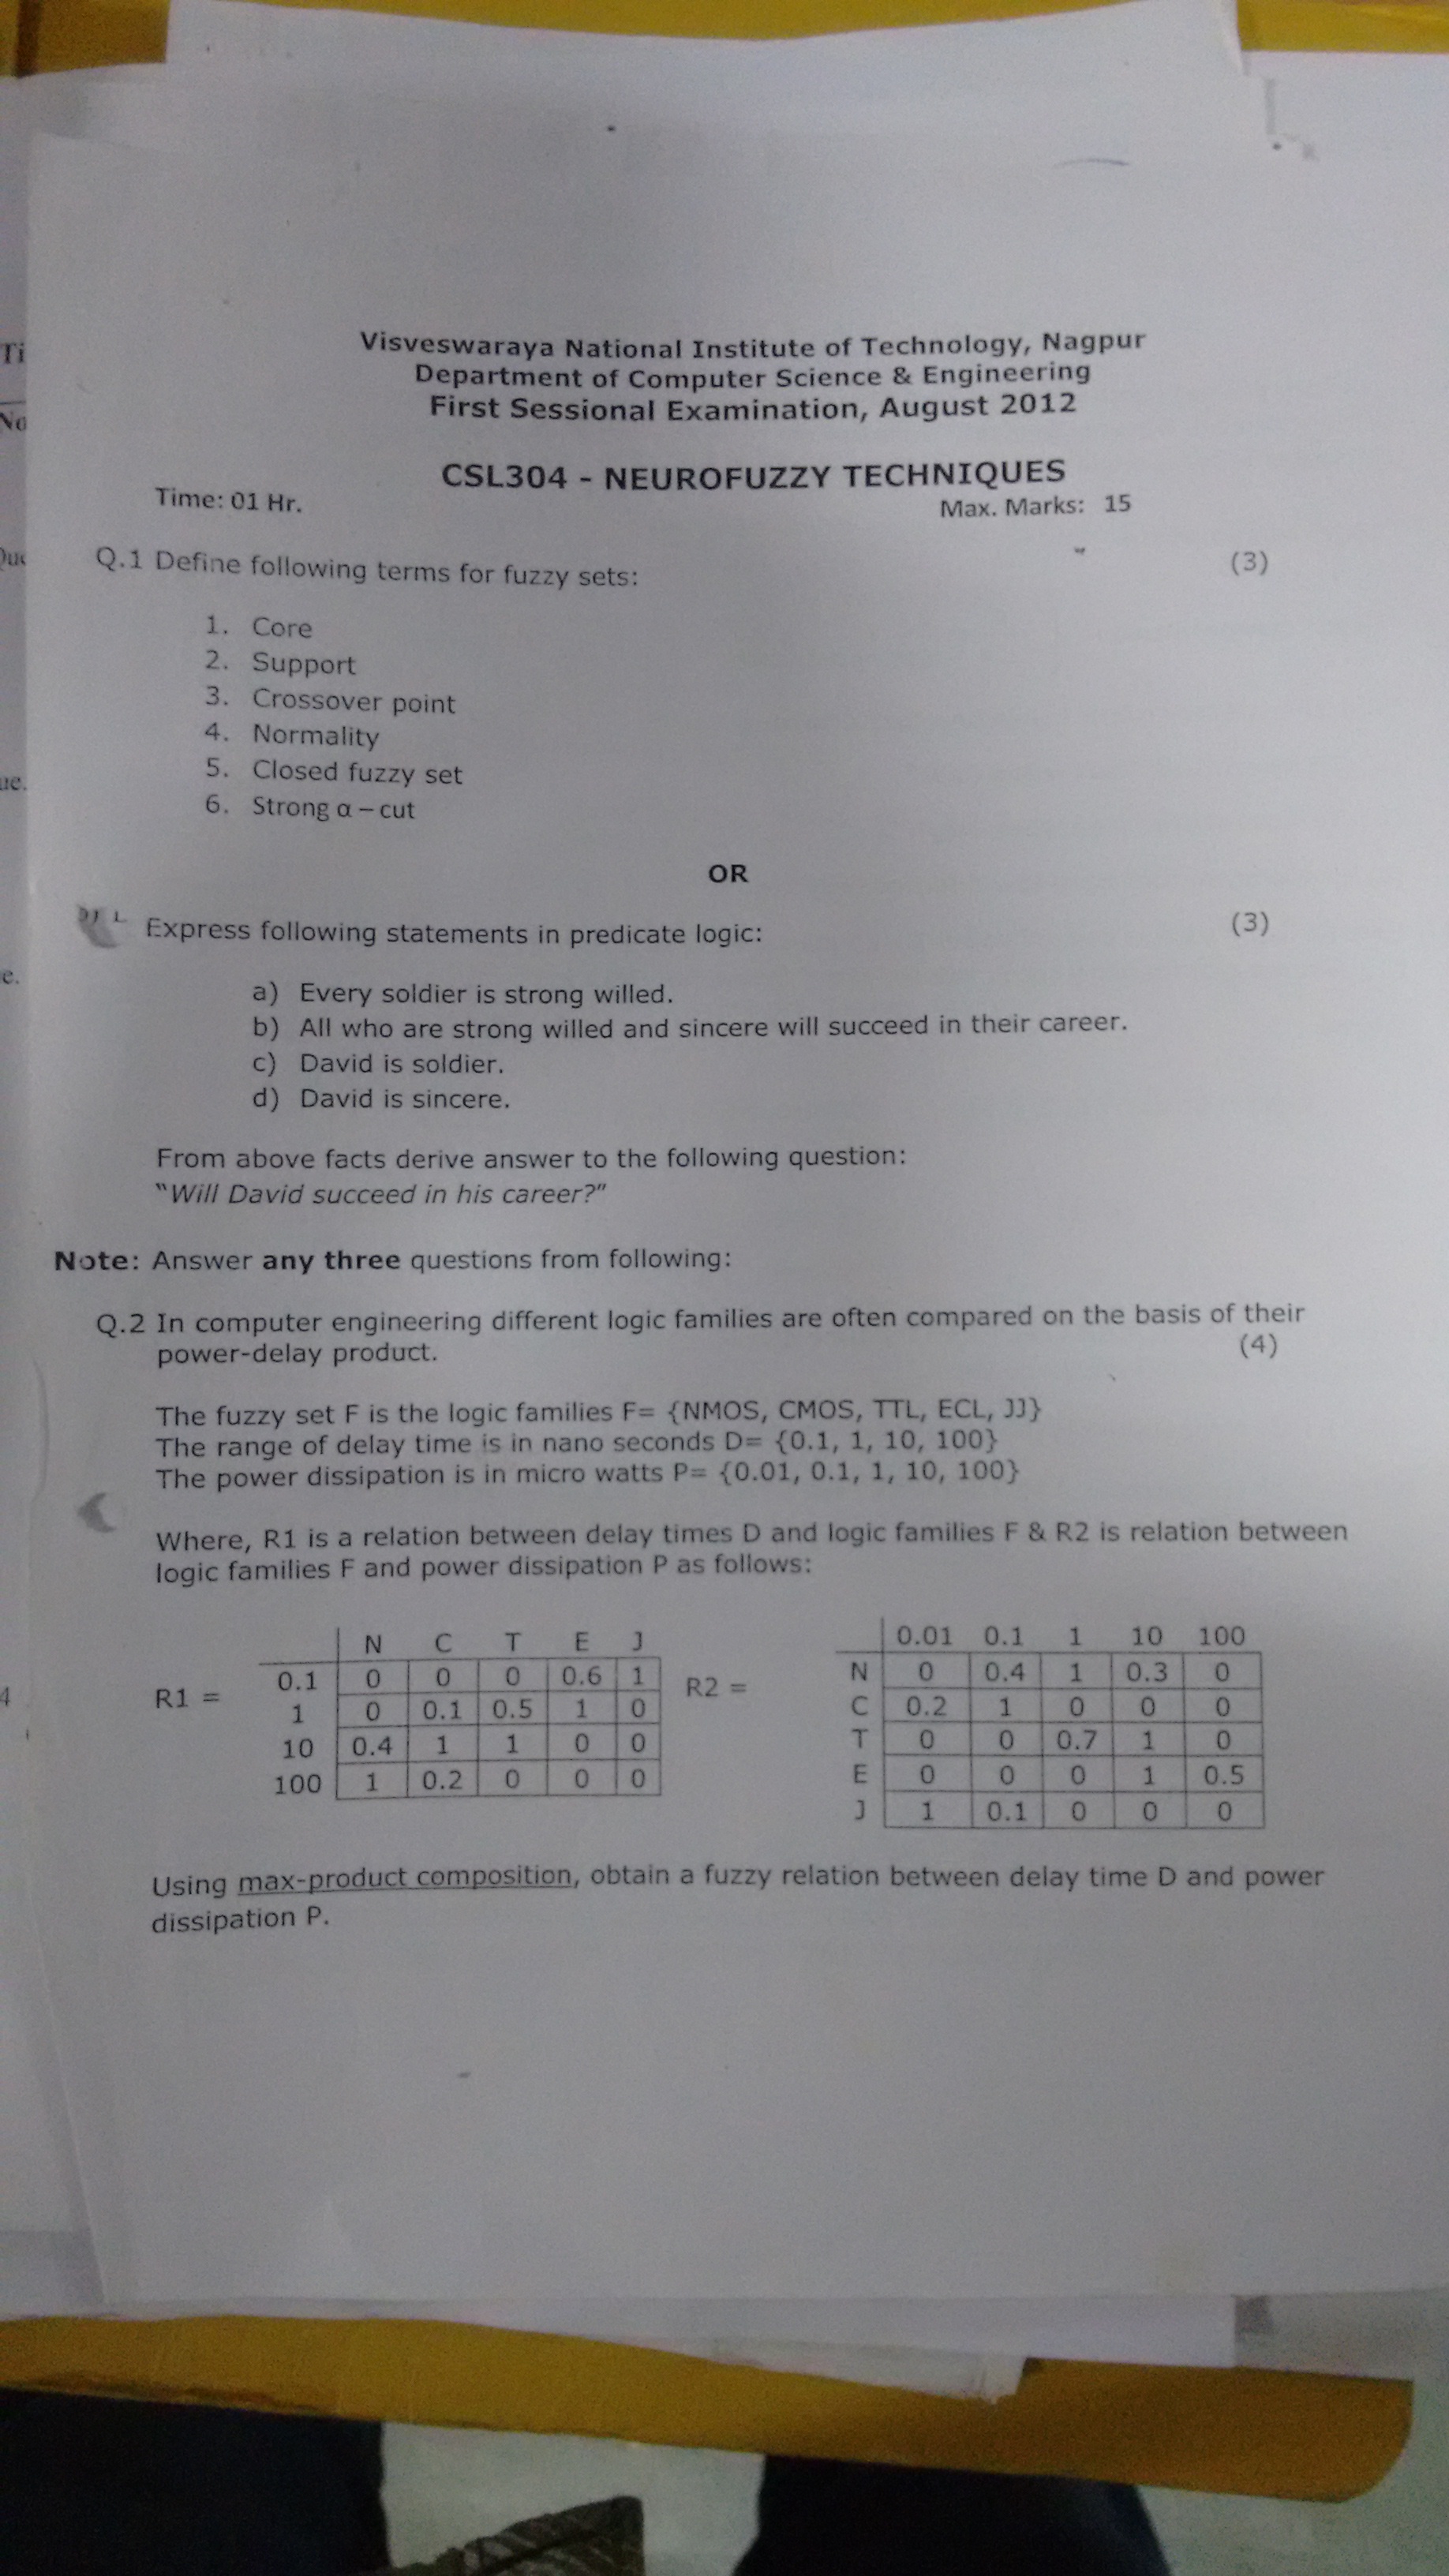 Visveswaraya National Institute of Technology, Nagpur
Department of Computer Science & Engineering
First Sessional Examination, August 2012
CSL304 - NEUROFUZZY TECHNIQUES
Time: 01 Hr.
Max. Marks: 15
Q.1 Define following terms for fuzzy sets: (3)
1. Core
2. Support
3. Crossover point
4. Normality
5. Closed fuzzy set
6. Strong α – cut
OR
Express following statements in predicate logic: (3)
a) Every soldier is strong willed.
b) All who are strong willed and sincere will succeed in their career.
c) David is soldier.
d) David is sincere.
From above facts derive answer to the following question:
"Will David succeed in his career?"
Note: Answer any three questions from following:
Q.2 In computer engineering different logic families are often compared on the basis of their
power-delay product. (4)
The fuzzy set F is the logic families F= {NMOS, CMOS, TTL, ECL, JJ}
The range of delay time is in nano seconds D= {0.1, 1, 10, 100}
The power dissipation is in micro watts P= {0.01, 0.1, 1, 10, 100}
Where, R1 is a relation between delay times D and logic families F & R2 is relation between
logic families F and power dissipation P as follows:
R1 =
N C T E J
0.1 0 0 0 0.6 1
1 0 0.1 0.5 1 0
10 0.4 1 1 0 0
100 1 0.2 0 0 0
R2 =
0.01 0.1 1 10 100
N 0 0.4 1 0.3 0
C 0.2 1 0 0 0
T 0 0 0.7 1 0
E 0 0 0 1 0.5
J 1 0.1 0 0 0
Using max-product composition, obtain a fuzzy relation between delay time D and power
dissipation P.